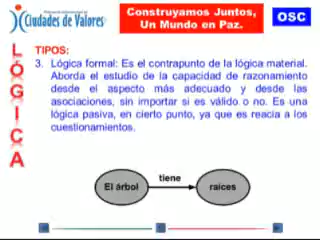 Ciudades de Valores
Construyamos Juntos,
Un Mundo en Paz.
OSC
LÓGICA
TIPOS:
3. Lógica formal: Es el contrapunto de la lógica material.
Aborda el estudio de la capacidad de razonamiento
desde el aspecto más adecuado y desde las
asociaciones, sin importar si es válido o no. Es una
lógica pasiva, en cierto punto, ya que es reacia a los
cuestionamientos.
El árbol
tiene
raíces